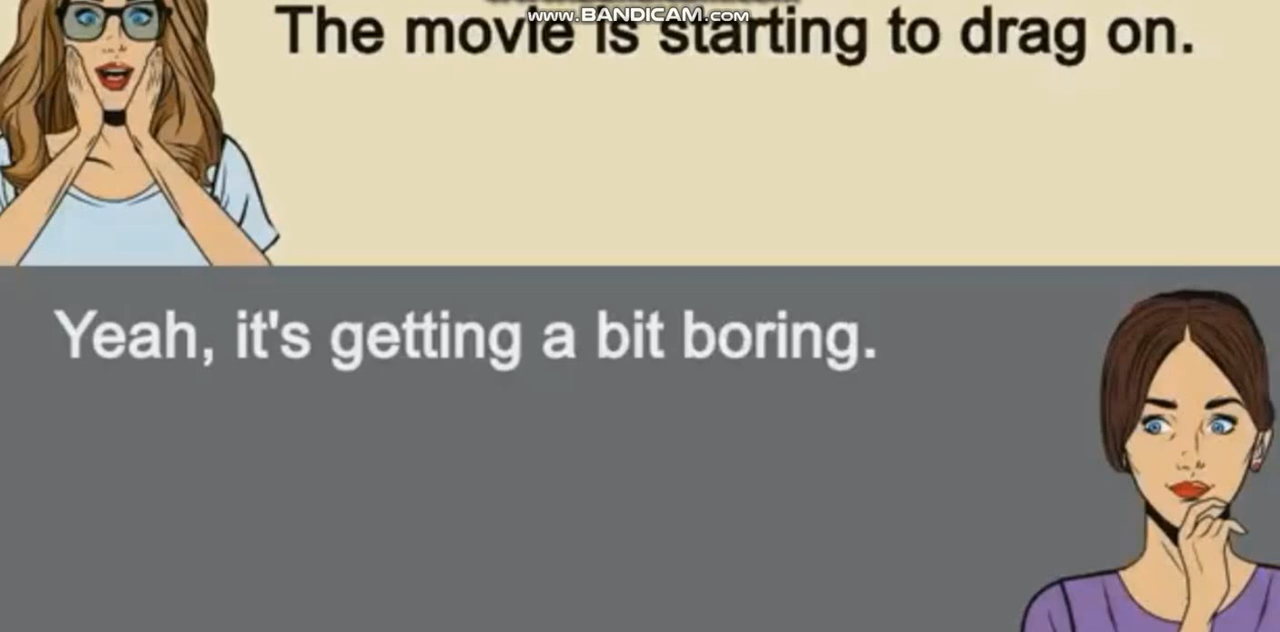 www.BANDICAM.com
The movie is starting to drag on.
Yeah, it's getting a bit boring.